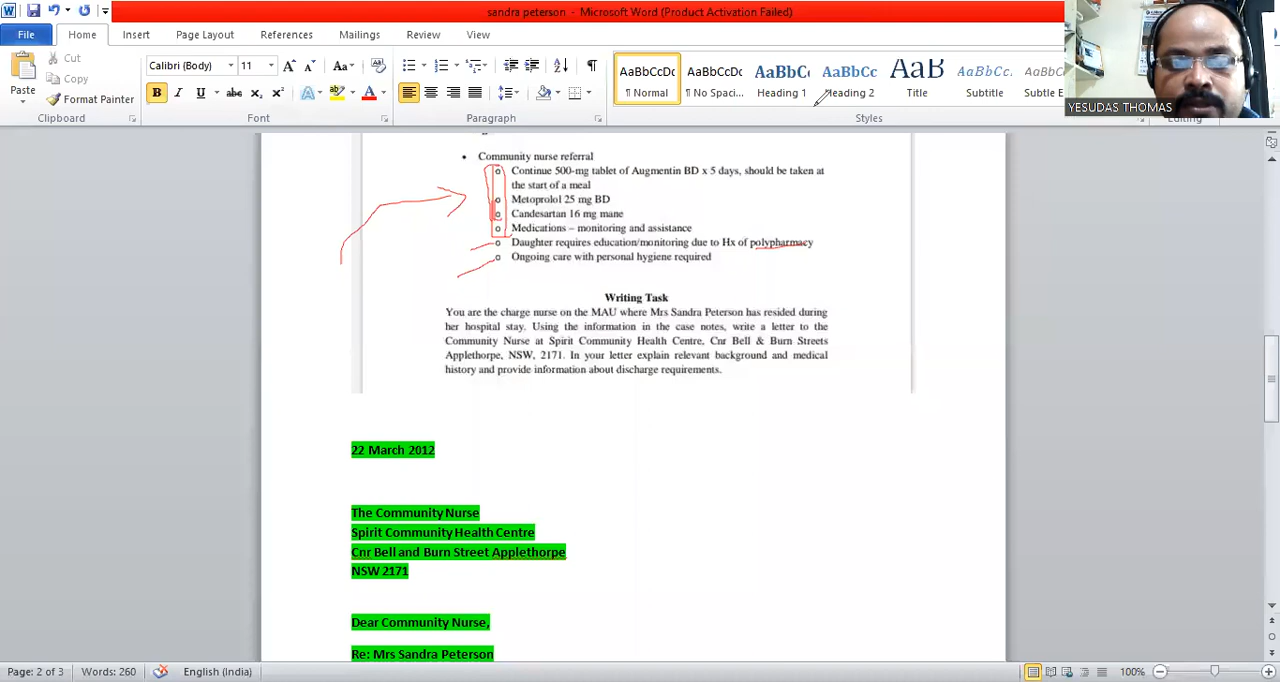 sandra peterson - Microsoft Word (Product Activation Failed)
File Home Insert Page Layout References Mailings Review View
Paste
Cut
Copy
Format Painter
Calibri (Body) 11
AaBbCcDc AaBbCcDc AaBbCc AaBbCc AaB AaBbCc.
¶ Normal ¶ No Spaci... Heading 1 Heading 2 Title Subtitle Subtle E
Clipboard Font Paragraph Styles Editing
YESUDAS THOMAS
• Community nurse referral
o Continue 500-mg tablet of Augmentin BD x 5 days, should be taken at
the start of a meal
o Metoprolol 25 mg BD
o Candesartan 16 mg mane
o Medications – monitoring and assistance
o Daughter requires education/monitoring due to Hx of polypharmacy
o Ongoing care with personal hygiene required
Writing Task
You are the charge nurse on the MAU where Mrs Sandra Peterson has resided during
her hospital stay. Using the information in the case notes, write a letter to the
Community Nurse at Spirit Community Health Centre, Cnr Bell & Burn Streets
Applethorpe, NSW, 2171. In your letter explain relevant background and medical
history and provide information about discharge requirements.
22 March 2012
The Community Nurse
Spirit Community Health Centre
Cnr Bell and Burn Street Applethorpe
NSW 2171
Dear Community Nurse,
Re: Mrs Sandra Peterson
Page: 2 of 3 Words: 260 English (India) 100%